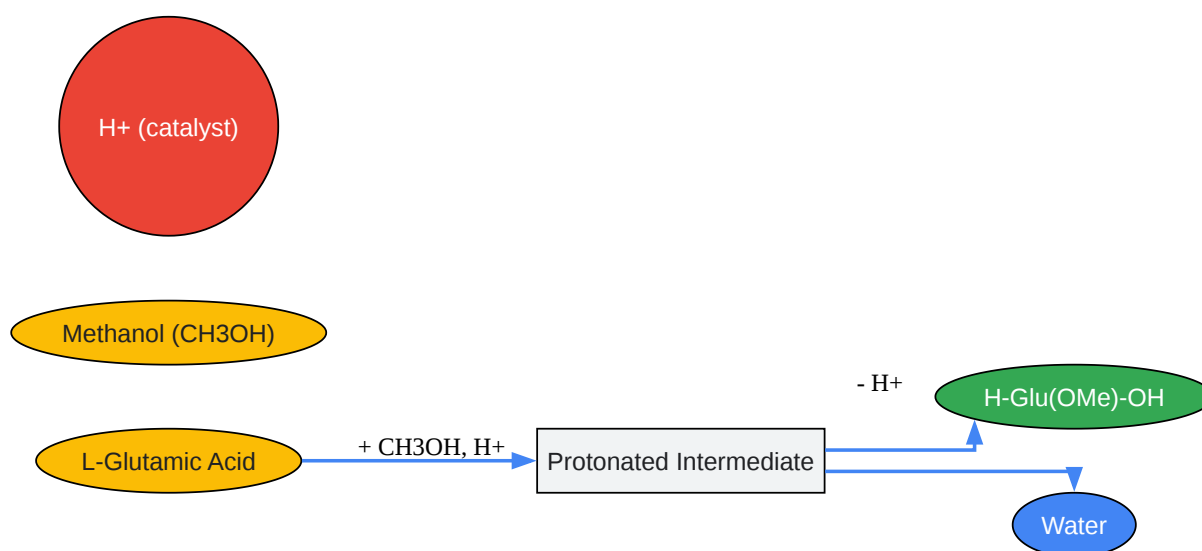 H+ (catalyst)
Methanol (CH3OH)
- H+
H-Glu(OMe)-OH
L-Glutamic Acid
+ CH3OH, H+
Protonated Intermediate
Water